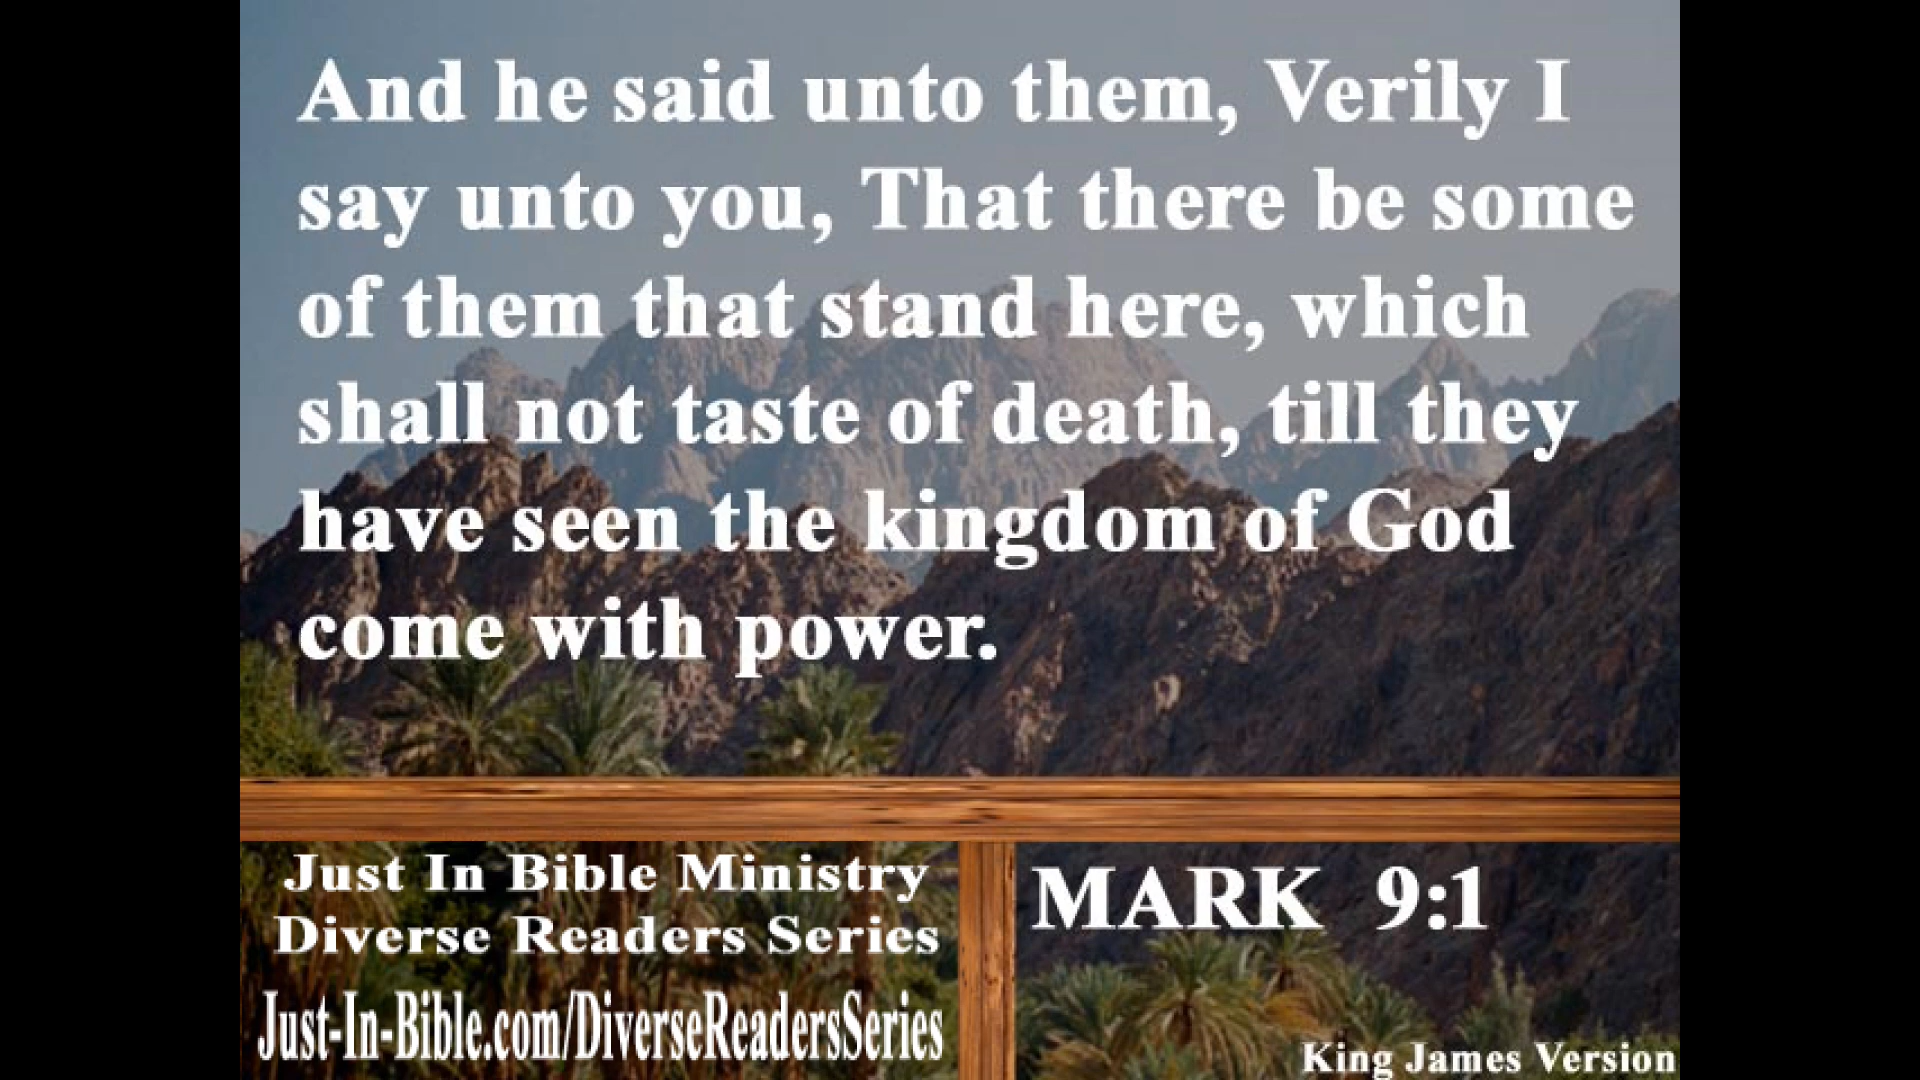 And he said unto them, Verily I
say unto you, That there be some
of them that stand here, which
shall not taste of death, till they
have seen the kingdom of God
come with power.
Just In Bible Ministry
Diverse Readers Series
Just-In-Bible.com/DiverseReadersSeries
MARK 9:1
King James Version